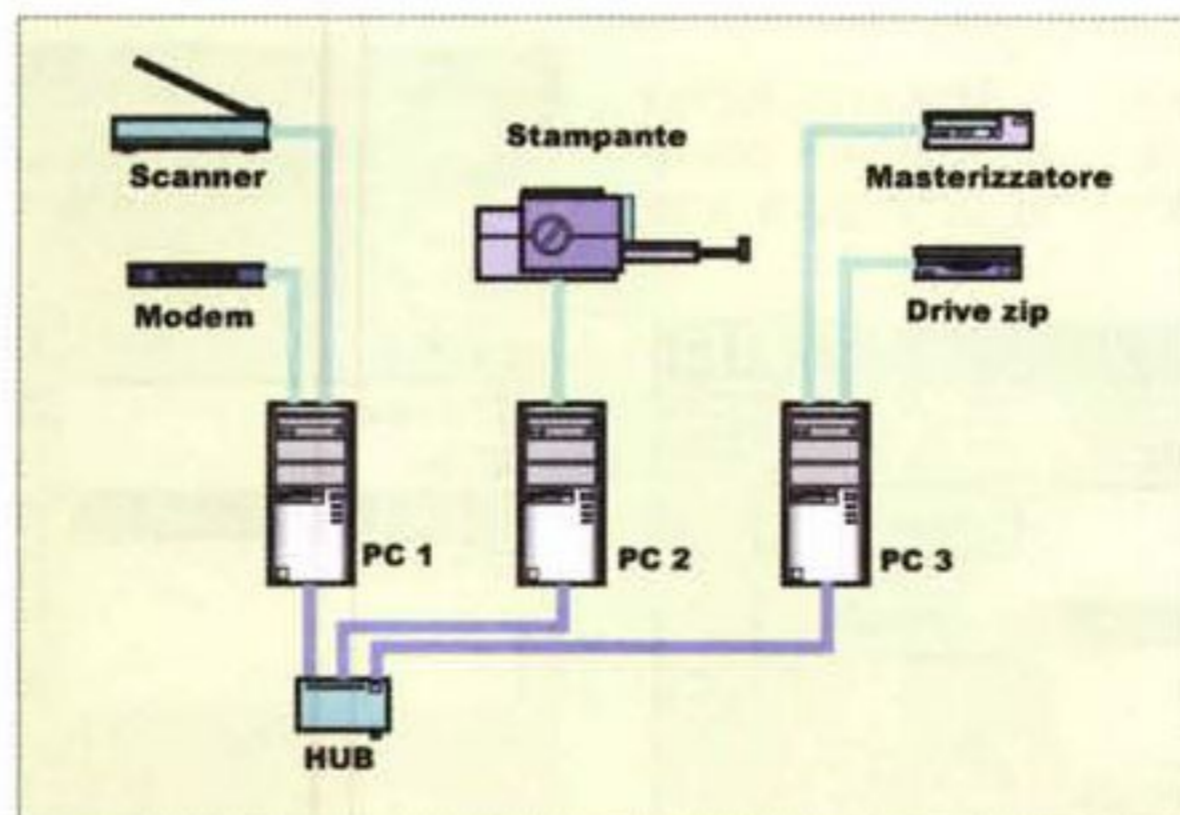 Scanner
Stampante
Masterizzatore
Modem
Drive zip
PC 1
PC 2
PC 3
HUB